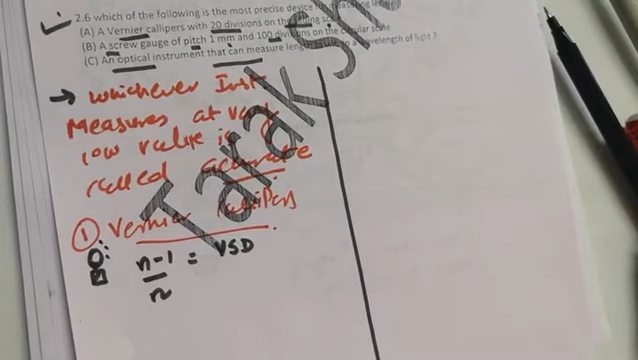 2.6 which of the following is the most precise device for measuring length
(A) A Vernier callipers with 20 divisions on the sliding scale
(B) A screw gauge of pitch 1 mm and 100 divisions on the circular scale
(C) An optical instrument that can measure length to within a wavelength of light ?
→ Whichever Inst
Measures at very
low value is
called accurate
① Vernier callipers
n-1 = VSD
n
Tarak Sh